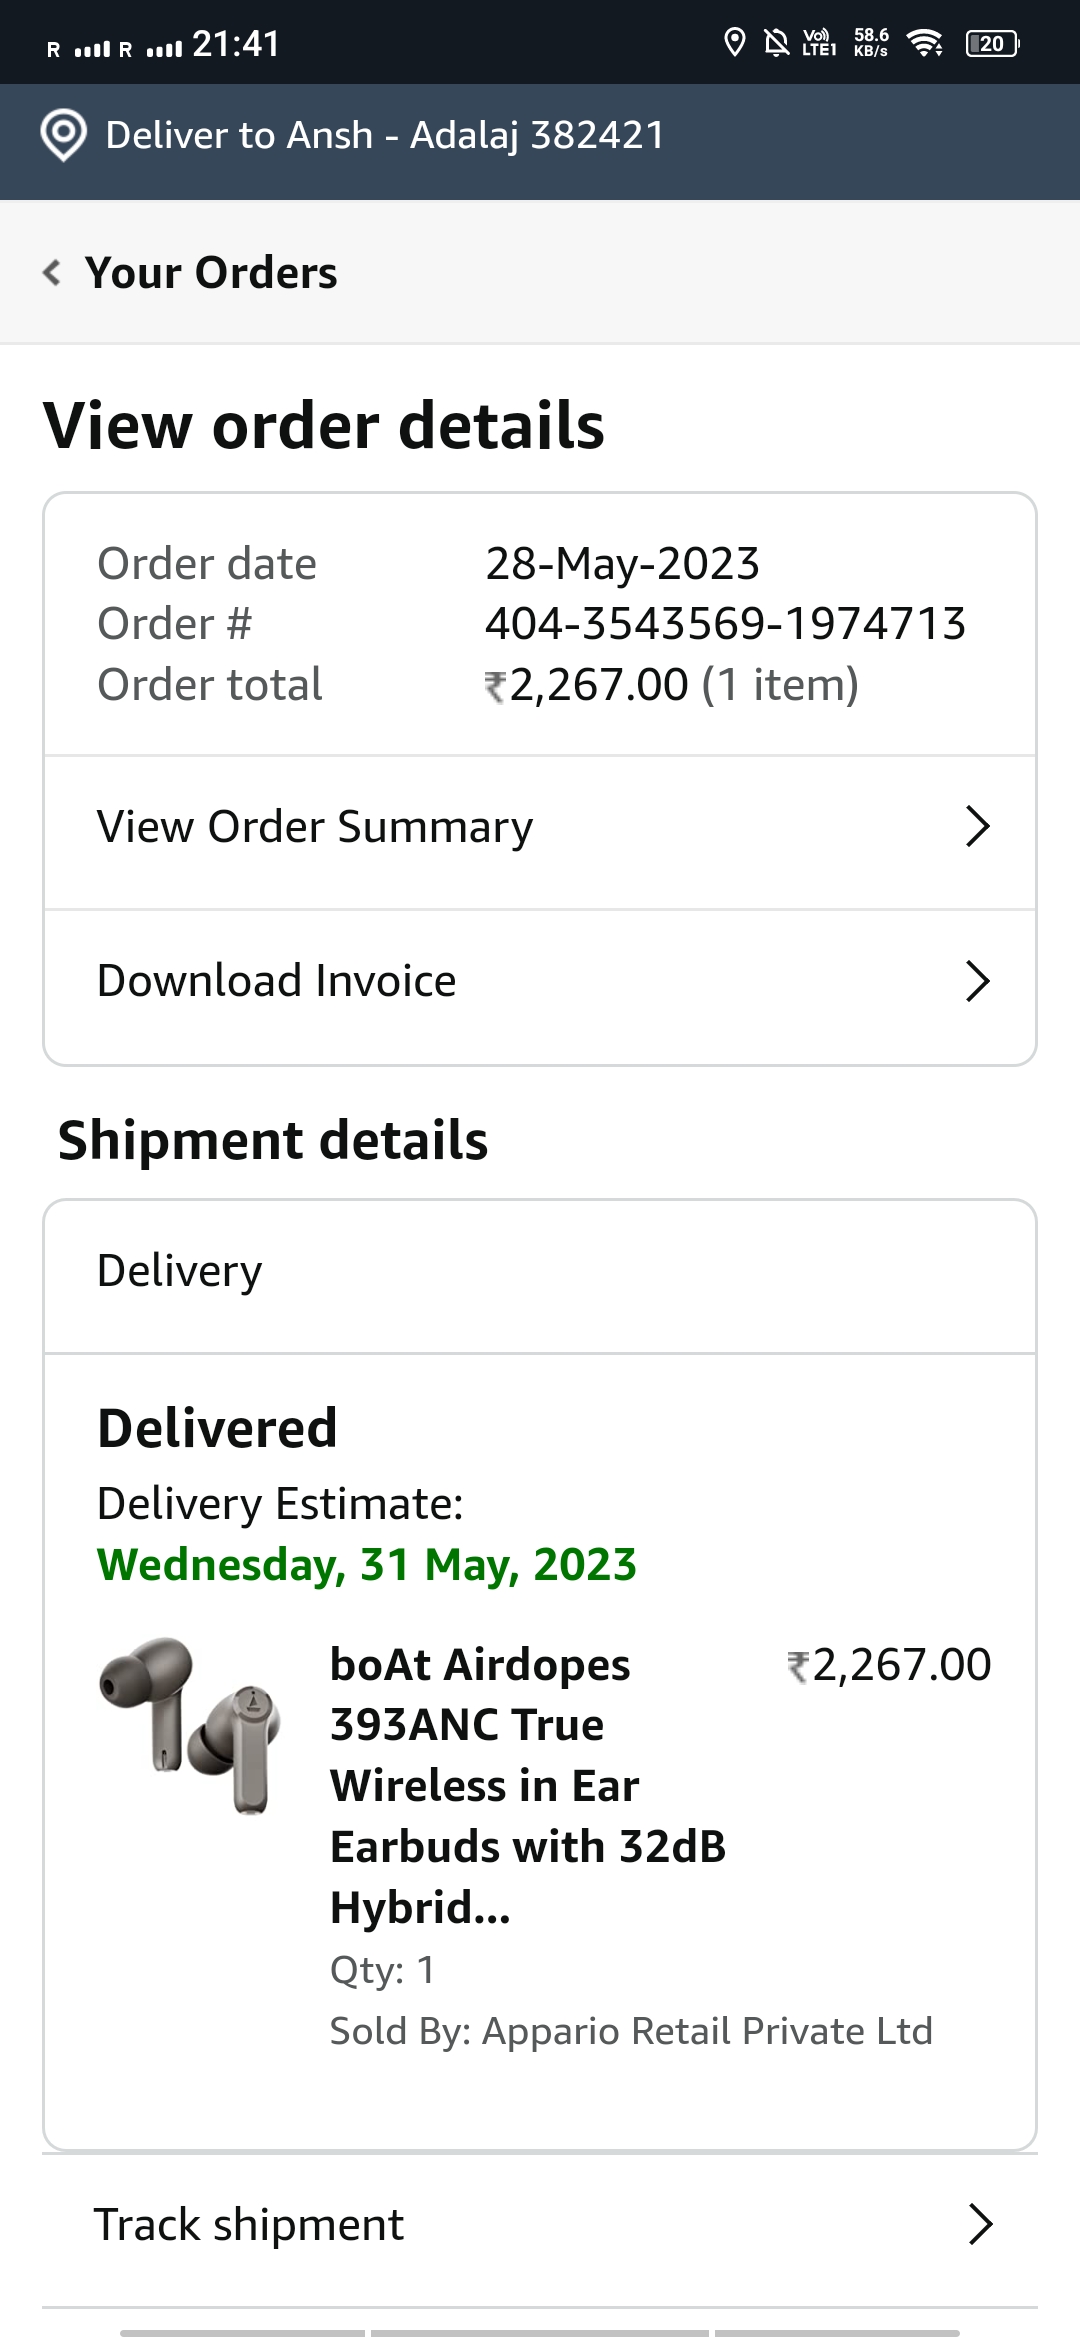 R R 21:41 Vo)) LTE1 58.6 KB/s 20
Deliver to Ansh - Adalaj 382421
Your Orders
View order details
Order date 28-May-2023
Order # 404-3543569-1974713
Order total ₹2,267.00 (1 item)
View Order Summary
Download Invoice
Shipment details
Delivery
Delivered
Delivery Estimate:
Wednesday, 31 May, 2023
boAt Airdopes ₹2,267.00
393ANC True
Wireless in Ear
Earbuds with 32dB
Hybrid...
Qty: 1
Sold By: Appario Retail Private Ltd
Track shipment